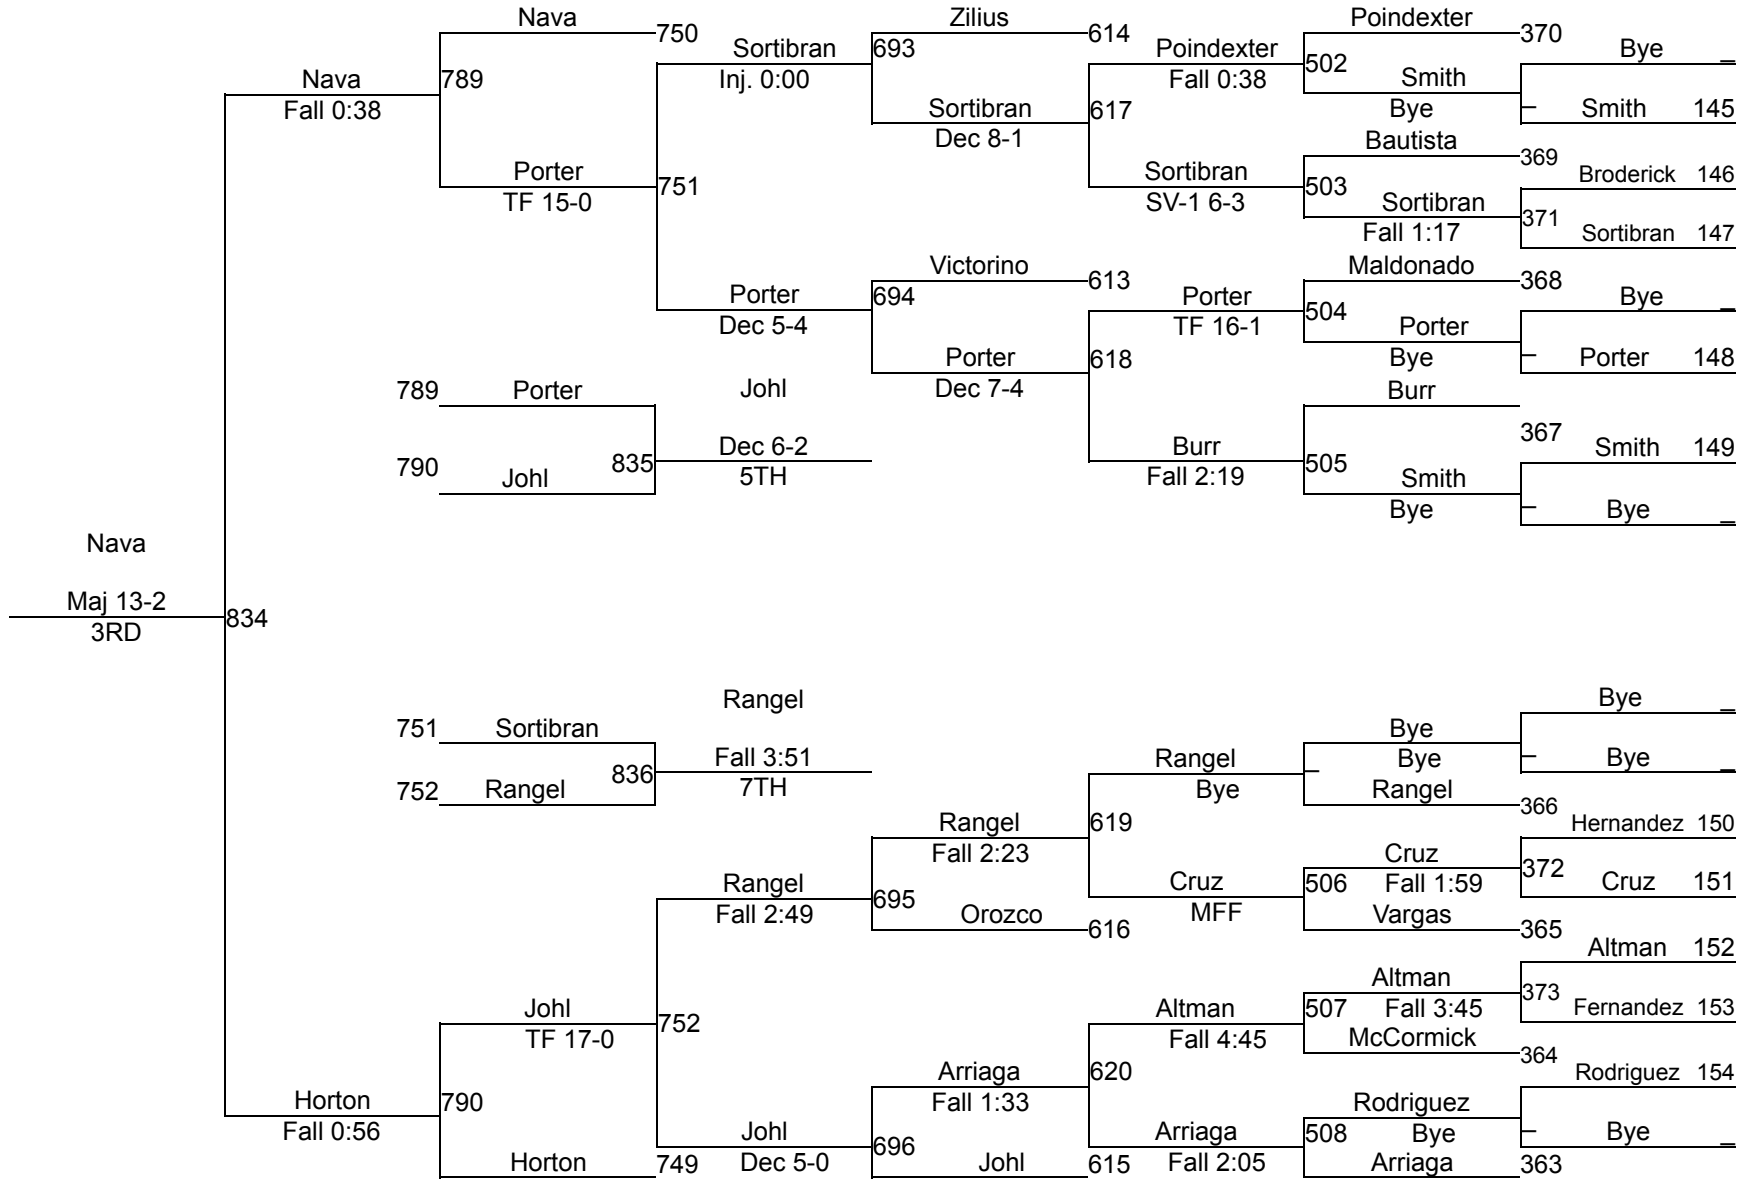 Nava
Zilius
Poindexter
750
Sortibran
693
614
Poindexter
370
Bye _
Nava
789
Inj. 0:00
Fall 0:38
502
Smith
Fall 0:38
Sortibran
617
Bye
– Smith 145
Dec 8-1
Bautista
369
Porter
751
Sortibran
503
Broderick 146
TF 15-0
SV-1 6-3
Sortibran
371
Fall 1:17
Sortibran 147
Victorino
613
Maldonado
368
Porter
694
Porter
504
Bye _
Dec 5-4
TF 16-1
Porter
Porter
618
Bye
– Porter 148
789
Porter
Johl
Dec 7-4
Burr
367
Dec 6-2
Burr
505
Smith 149
790
Johl
835
5TH
Fall 2:19
Smith
Bye
– Bye _
Nava
Maj 13-2
834
3RD
Rangel
Bye _
751
Sortibran
Bye
836
Fall 3:51
Rangel
–
Bye
– Bye _
752
Rangel
7TH
Bye
Rangel
366
Rangel
619
Hernandez 150
Fall 2:23
Cruz
372
Rangel
695
Cruz
506
Fall 1:59
Cruz 151
Fall 2:49
Orozco
616
MFF
Vargas
365
Altman 152
Altman
373
Johl
752
Altman
507
Fall 3:45
Fernandez 153
TF 17-0
Fall 4:45
McCormick
364
Arriaga
620
Rodriguez 154
Horton
790
Fall 1:33
Rodriguez
Fall 0:56
Johl
696
Arriaga
508
Bye
– Bye _
Horton
749
Dec 5-0
Johl
615
Fall 2:05
Arriaga
363